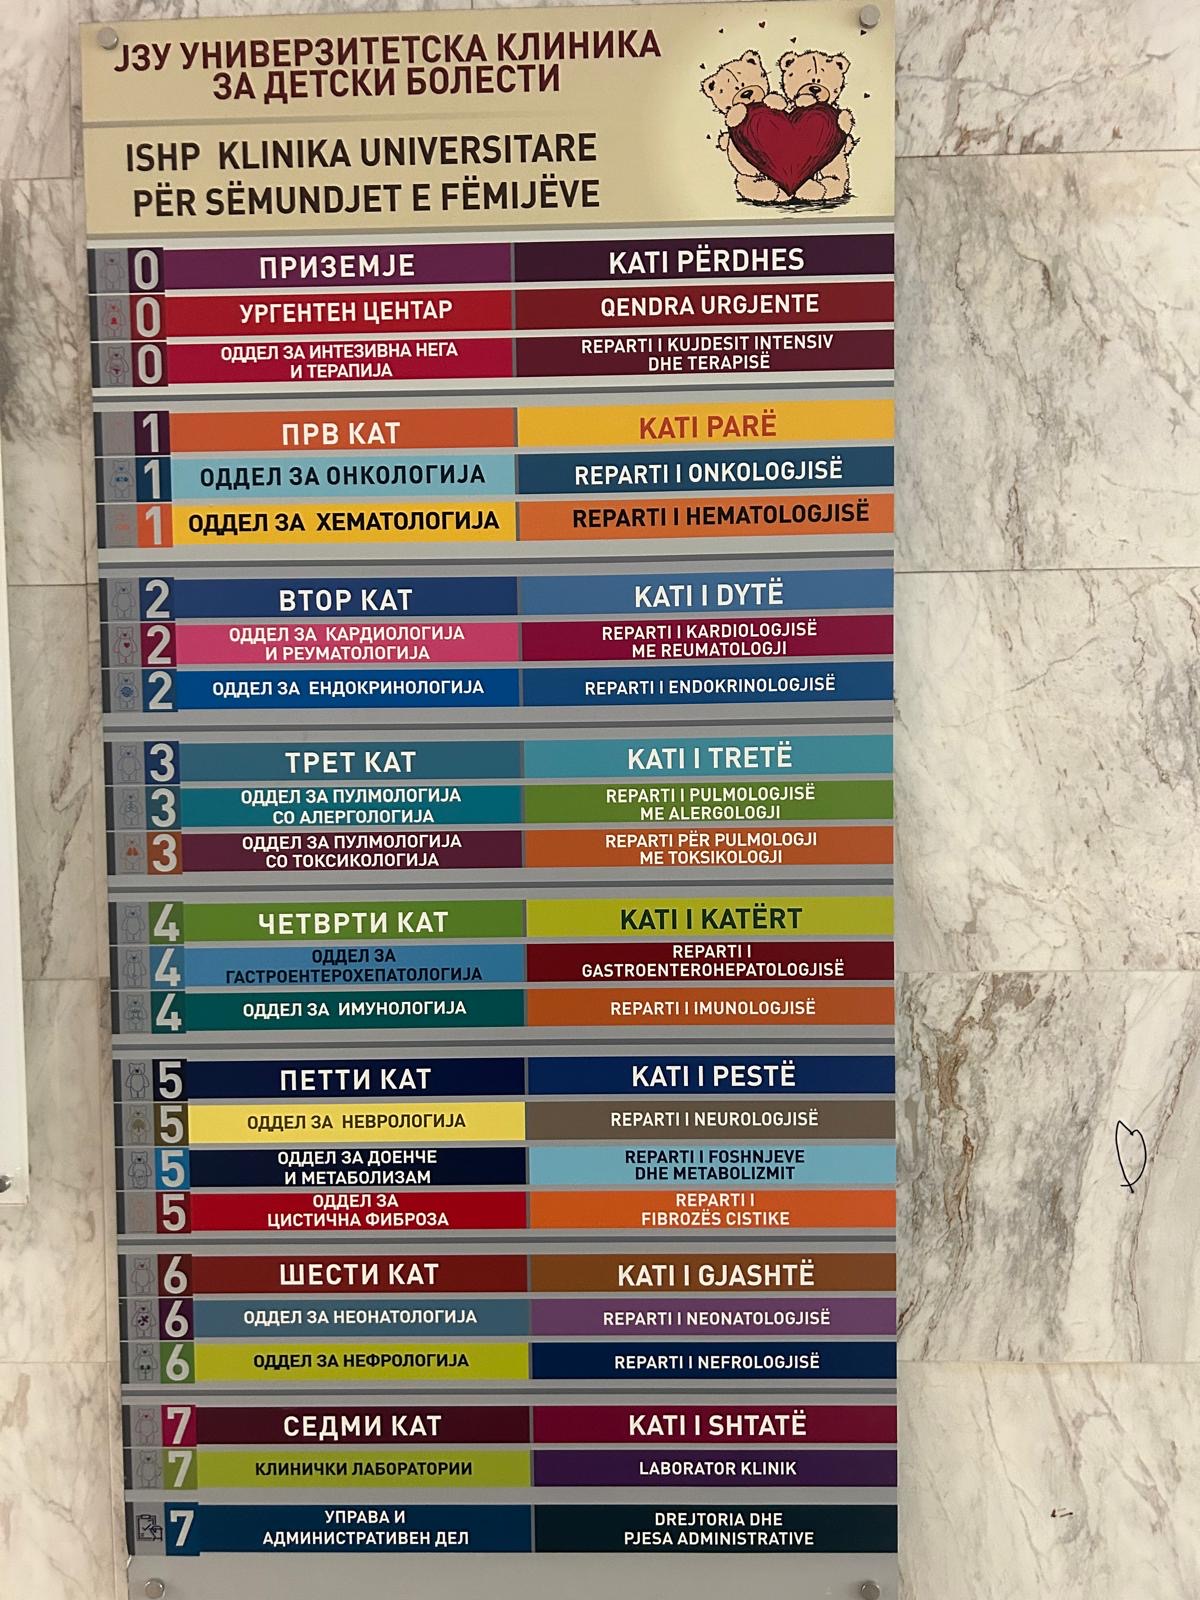 ЈЗУ УНИВЕРЗИТЕТСКА КЛИНИКА
ЗА ДЕТСКИ БОЛЕСТИ
ISHP KLINIKA UNIVERSITARE
PËR SËMUNDJET E FËMIJËVE
0 ПРИЗЕМЈЕ KATI PËRDHES
0 УРГЕНТЕН ЦЕНТАР QENDRA URGJENTE
0 ОДДЕЛ ЗА ИНТЕЗИВНА НЕГА REPARTI I KUJDESIT INTENSIV
И ТЕРАПИЈА DHE TERAPISË
1 ПРВ КАТ KATI PARË
1 ОДДЕЛ ЗА ОНКОЛОГИЈА REPARTI I ONKOLOGJISË
1 ОДДЕЛ ЗА ХЕМАТОЛОГИЈА REPARTI I HEMATOLOGJISË
2 ВТОР КАТ KATI I DYTË
2 ОДДЕЛ ЗА КАРДИОЛОГИЈА REPARTI I KARDIOLOGJISË
И РЕУМАТОЛОГИЈА ME REUMATOLOGJI
2 ОДДЕЛ ЗА ЕНДОКРИНОЛОГИЈА REPARTI I ENDOKRINOLOGJISË
3 ТРЕТ КАТ KATI I TRETË
3 ОДДЕЛ ЗА ПУЛМОЛОГИЈА REPARTI I PULMOLOGJISË
СО АЛЕРГОЛОГИЈА ME ALERGOLOGJI
3 ОДДЕЛ ЗА ПУЛМОЛОГИЈА REPARTI PËR PULMOLOGJI
СО ТОКСИКОЛОГИЈА ME TOKSIKOLOGJI
4 ЧЕТВРТИ КАТ KATI I KATËRT
4 ОДДЕЛ ЗА REPARTI I
ГАСТРОЕНТЕРОХЕПАТОЛОГИЈА GASTROENTEROHEPATOLOGJISË
4 ОДДЕЛ ЗА ИМУНОЛОГИЈА REPARTI I IMUNOLOGJISË
5 ПЕТТИ КАТ KATI I PESTË
5 ОДДЕЛ ЗА НЕВРОЛОГИЈА REPARTI I NEUROLOGJISË
5 ОДДЕЛ ЗА ДОЕНЧЕ REPARTI I FOSHNJEVE
И МЕТАБОЛИЗАМ DHE METABOLIZMIT
5 ОДДЕЛ ЗА REPARTI I
ЦИСТИЧНА ФИБРОЗА FIBROZËS CISTIKE
6 ШЕСТИ КАТ KATI I GJASHTË
6 ОДДЕЛ ЗА НЕОНАТОЛОГИЈА REPARTI I NEONATOLOGJISË
6 ОДДЕЛ ЗА НЕФРОЛОГИЈА REPARTI I NEFROLOGJISË
7 СЕДМИ КАТ KATI I SHTATË
7 КЛИНИЧКИ ЛАБОРАТОРИИ LABORATOR KLINIK
7 УПРАВА И DREJTORIA DHE
АДМИНИСТРАТИВЕН ДЕЛ PJESA ADMINISTRATIVE